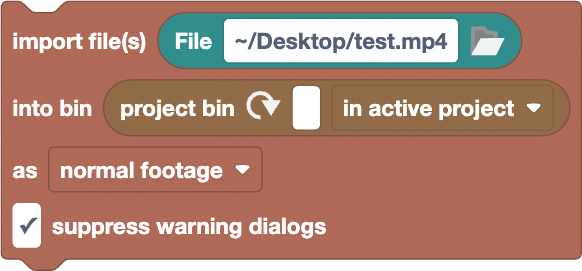 import file(s) File ~/Desktop/test.mp4
into bin project bin in active project
as normal footage
✓ suppress warning dialogs